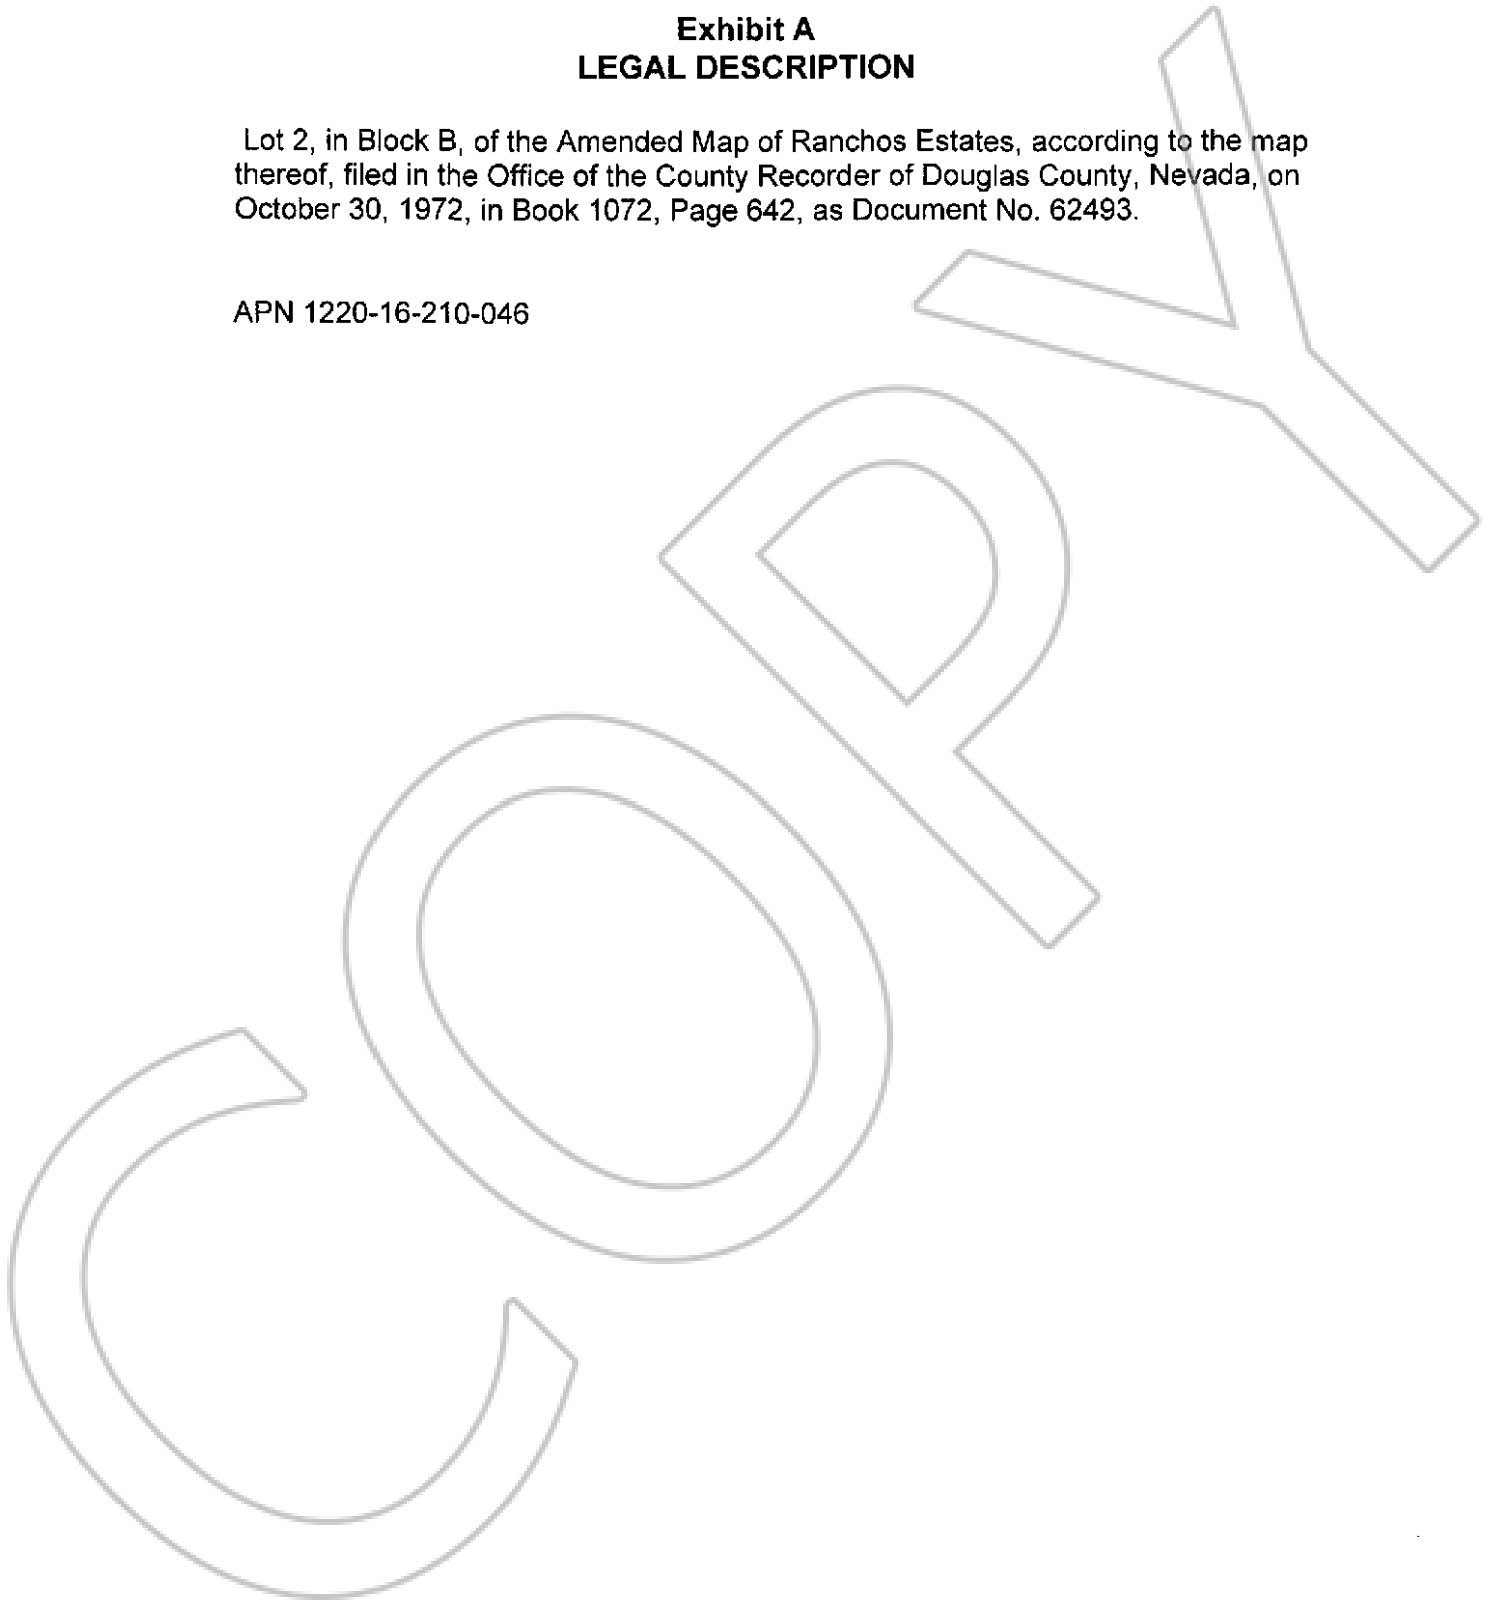 Exhibit A
LEGAL DESCRIPTION
Lot 2, in Block B, of the Amended Map of Ranchos Estates, according to the map
thereof, filed in the Office of the County Recorder of Douglas County, Nevada, on
October 30, 1972, in Book 1072, Page 642, as Document No. 62493.
APN 1220-16-210-046
COPY